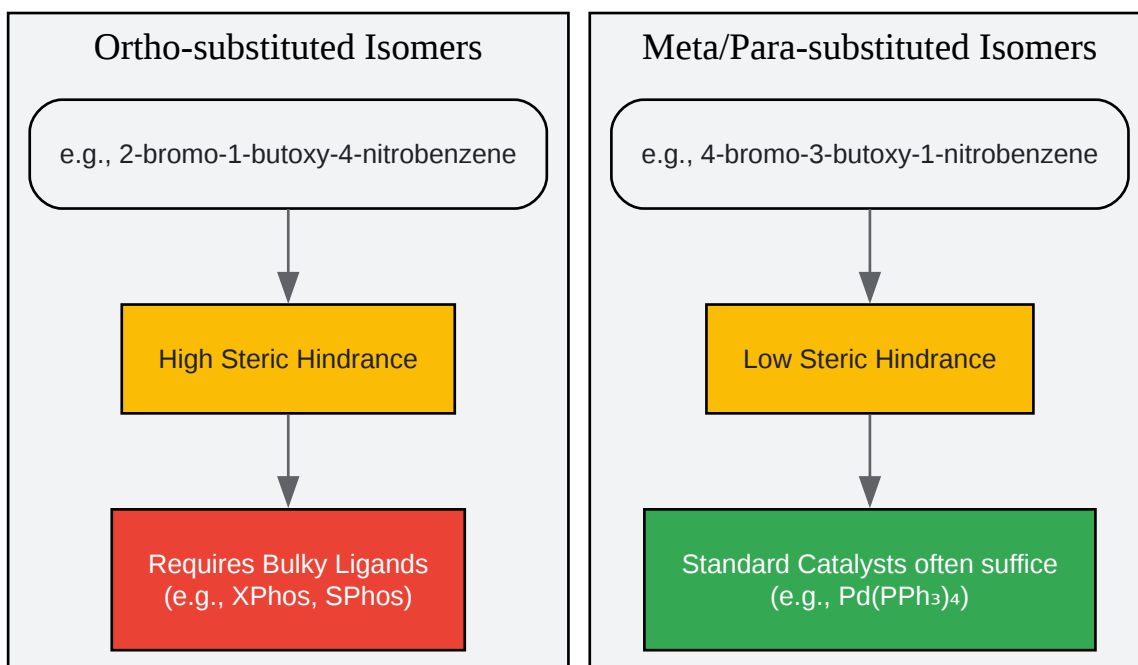 Ortho-substituted Isomers
e.g., 2-bromo-1-butoxy-4-nitrobenzene
High Steric Hindrance
Requires Bulky Ligands
(e.g., XPhos, SPhos)
Meta/Para-substituted Isomers
e.g., 4-bromo-3-butoxy-1-nitrobenzene
Low Steric Hindrance
Standard Catalysts often suffice
(e.g., Pd(PPh₃)₄)